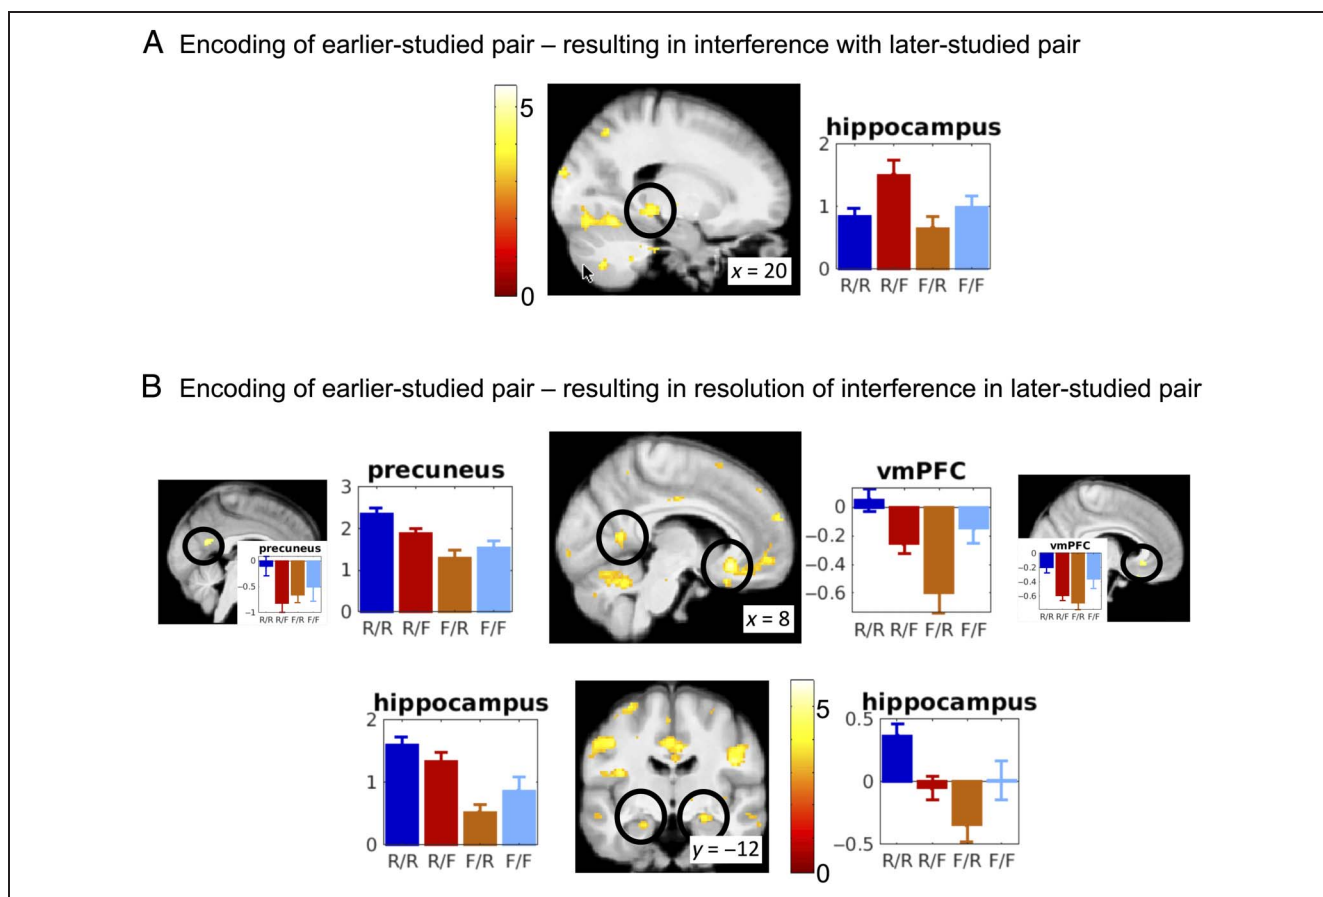 A Encoding of earlier-studied pair – resulting in interference with later-studied pair
5
0
x = 20
hippocampus
2
1
0
R/R R/F F/R F/F
B Encoding of earlier-studied pair – resulting in resolution of interference in later-studied pair
precuneus
0
−0.5
−1
R/R R/F F/R F/F
precuneus
3
2
1
0
R/R R/F F/R F/F
x = 8
vmPFC
0
−0.2
−0.4
−0.6
R/R R/F F/R F/F
vmPFC
0
−0.2
−0.4
−0.6
R/R R/F F/R F/F
hippocampus
2
1
0
R/R R/F F/R F/F
y = −12
5
0
hippocampus
0.5
0
−0.5
R/R R/F F/R F/F